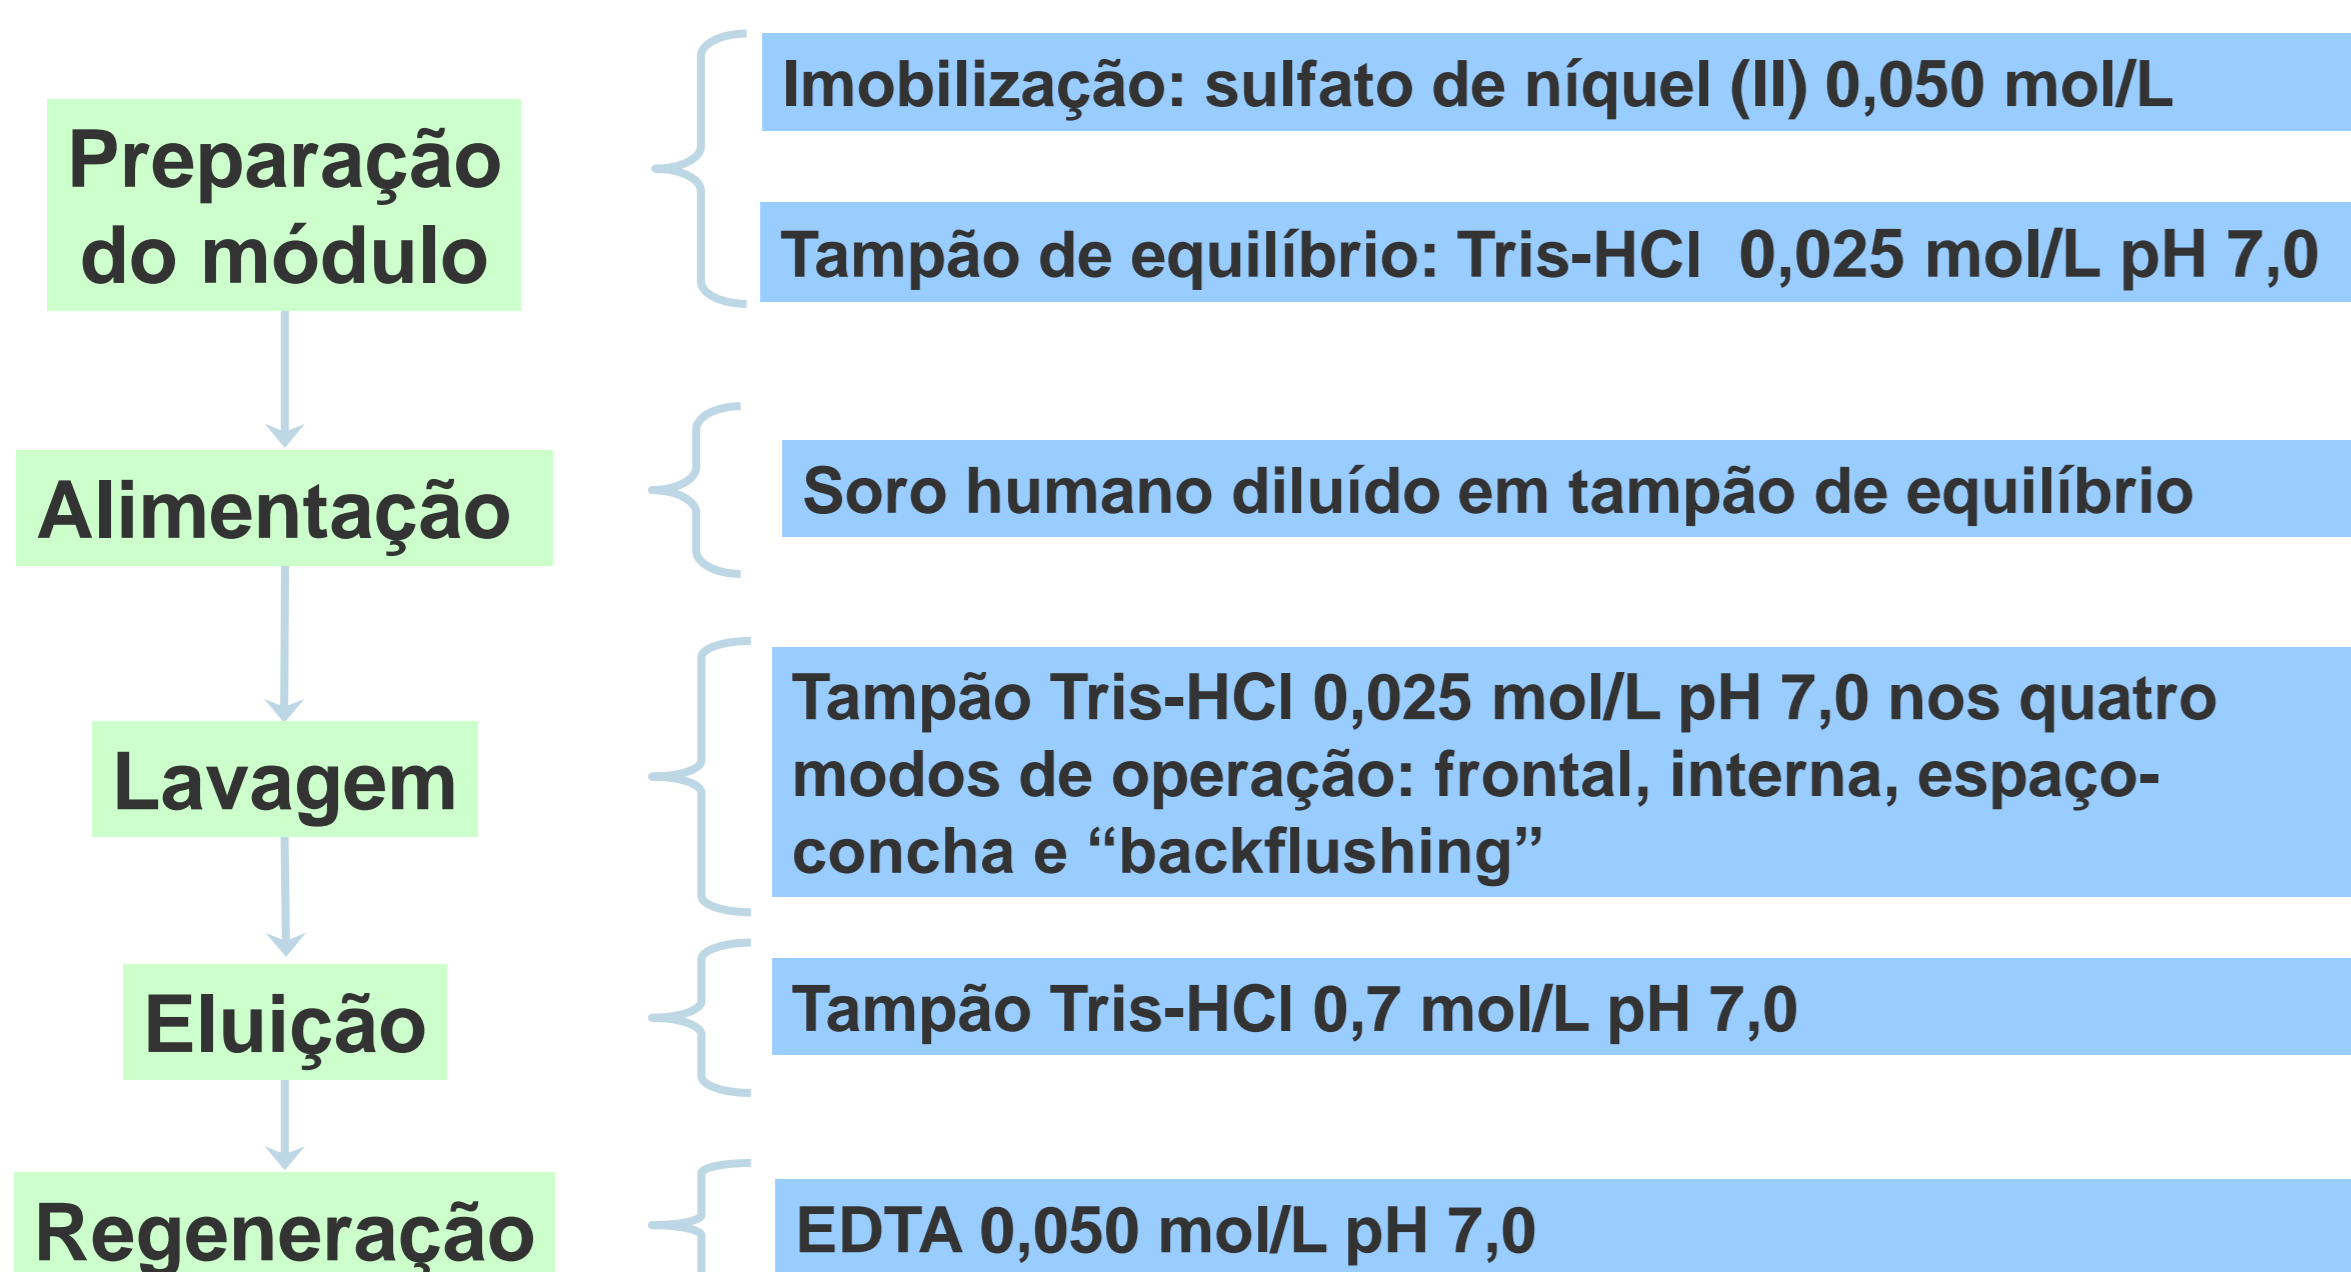 Preparação
do módulo
Imobilização: sulfato de níquel (II) 0,050 mol/L
Tampão de equilíbrio: Tris-HCl  0,025 mol/L pH 7,0
Alimentação
Soro humano diluído em tampão de equilíbrio
Lavagem
Tampão Tris-HCl 0,025 mol/L pH 7,0 nos quatro
modos de operação: frontal, interna, espaço-
concha e “backflushing”
Eluição
Tampão Tris-HCl 0,7 mol/L pH 7,0
Regeneração
EDTA 0,050 mol/L pH 7,0